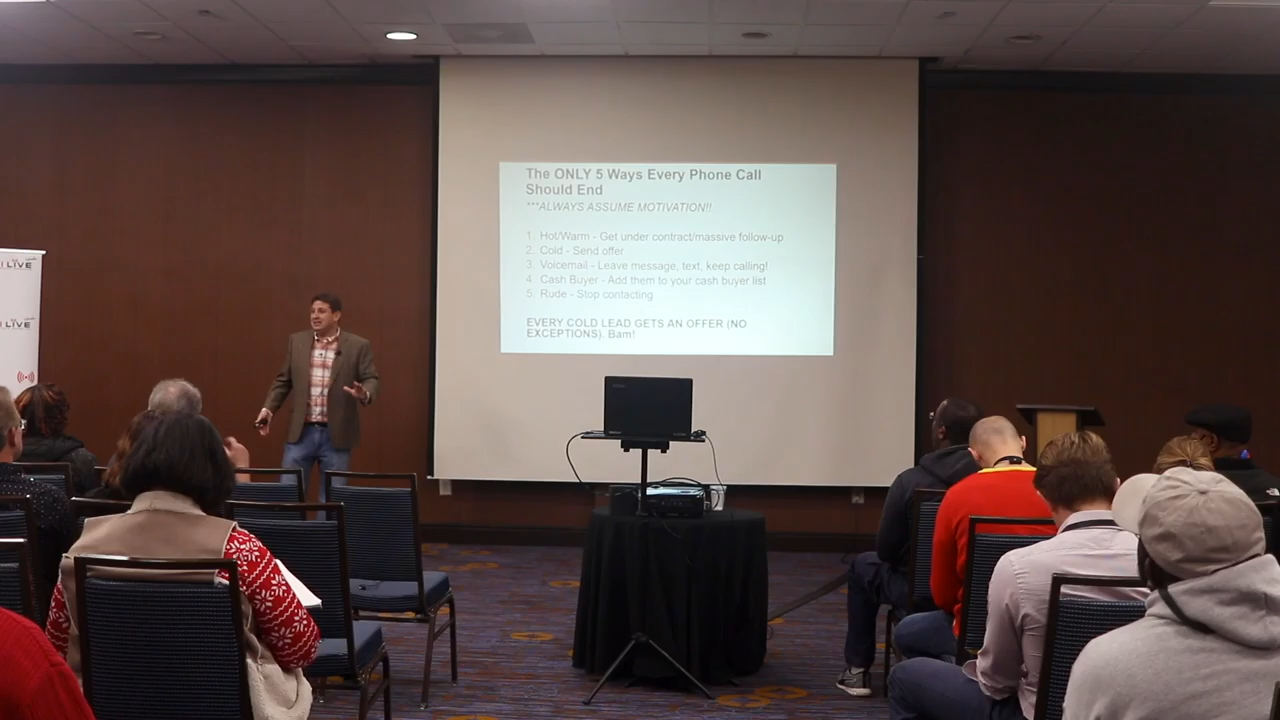 The ONLY 5 Ways Every Phone Call
Should End
***ALWAYS ASSUME MOTIVATION!!
1. Hot/Warm - Get under contract/massive follow-up
2. Cold - Send offer
3. Voicemail - Leave message, text, keep calling!
4. Cash Buyer - Add them to your cash buyer list
5. Rude - Stop contacting
EVERY COLD LEAD GETS AN OFFER (NO
EXCEPTIONS). Bam!
LIVE
LIVE